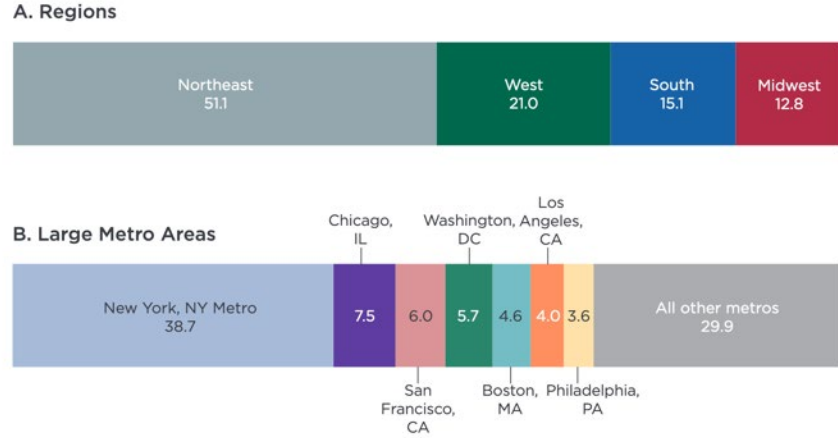 A. Regions
Northeast
51.1
West
21.0
South
15.1
Midwest
12.8
B. Large Metro Areas
Chicago,
IL
Washington,
DC
Los
Angeles,
CA
New York, NY Metro
38.7
7.5
6.0
5.7
4.6
4.0
3.6
All other metros
29.9
San
Francisco,
CA
Boston,
MA
Philadelphia,
PA